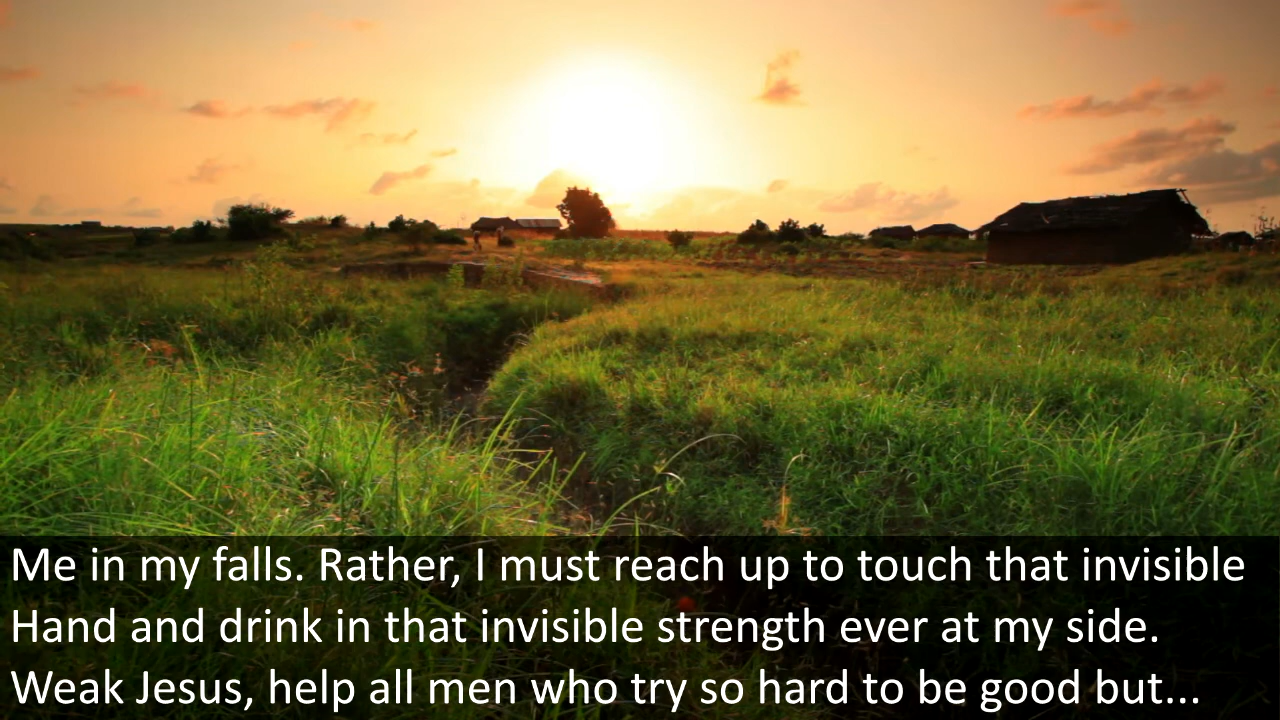 Me in my falls. Rather, I must reach up to touch that invisible
Hand and drink in that invisible strength ever at my side.
Weak Jesus, help all men who try so hard to be good but...